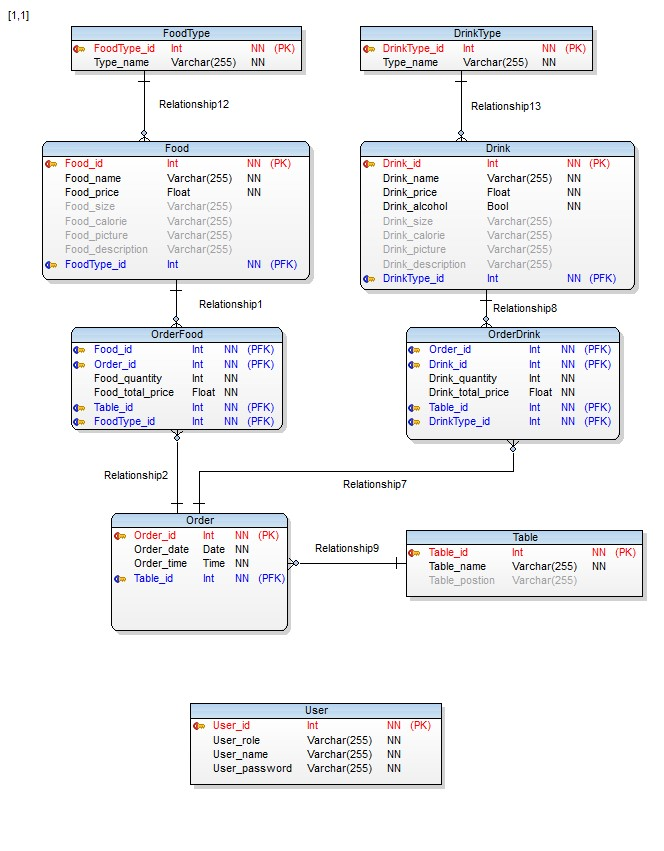 [1,1]
FoodType
FoodType_id Int NN (PK)
Type_name Varchar(255) NN
DrinkType
DrinkType_id Int NN (PK)
Type_name Varchar(255) NN
Relationship12
Relationship13
Food
Food_id Int NN (PK)
Food_name Varchar(255) NN
Food_price Float NN
Food_size Varchar(255)
Food_calorie Varchar(255)
Food_picture Varchar(255)
Food_description Varchar(255)
FoodType_id Int NN (PFK)
Drink
Drink_id Int NN (PK)
Drink_name Varchar(255) NN
Drink_price Float NN
Drink_alcohol Bool NN
Drink_size Varchar(255)
Drink_calorie Varchar(255)
Drink_picture Varchar(255)
Drink_description Varchar(255)
DrinkType_id Int NN (PFK)
Relationship1
Relationship8
OrderFood
Food_id Int NN (PFK)
Order_id Int NN (PFK)
Food_quantity Int NN
Food_total_price Float NN
Table_id Int NN (PFK)
FoodType_id Int NN (PFK)
OrderDrink
Order_id Int NN (PFK)
Drink_id Int NN (PFK)
Drink_quantity Int NN
Drink_total_price Float NN
Table_id Int NN (PFK)
DrinkType_id Int NN (PFK)
Relationship2
Relationship7
Order
Order_id Int NN (PK)
Order_date Date NN
Order_time Time NN
Table_id Int NN (PFK)
Relationship9
Table
Table_id Int NN (PK)
Table_name Varchar(255) NN
Table_postion Varchar(255)
User
User_id Int NN (PK)
User_role Varchar(255) NN
User_name Varchar(255) NN
User_password Varchar(255) NN